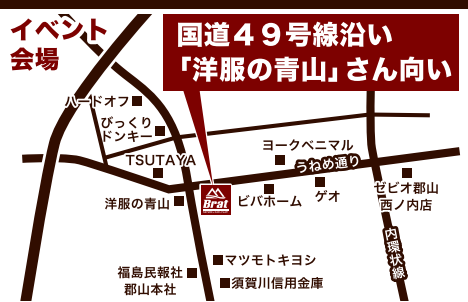 イベント
会場
国道４９号線沿い
「洋服の青山」さん向い
ハードオフ
びっくり
ドンキー
TSUTAYA
ヨークベニマル
うねめ通り
洋服の青山
Brat
ビバホーム
ゲオ
ゼビオ郡山
西ノ内店
内環状線
マツモトキヨシ
福島民報社
郡山本社
須賀川信用金庫